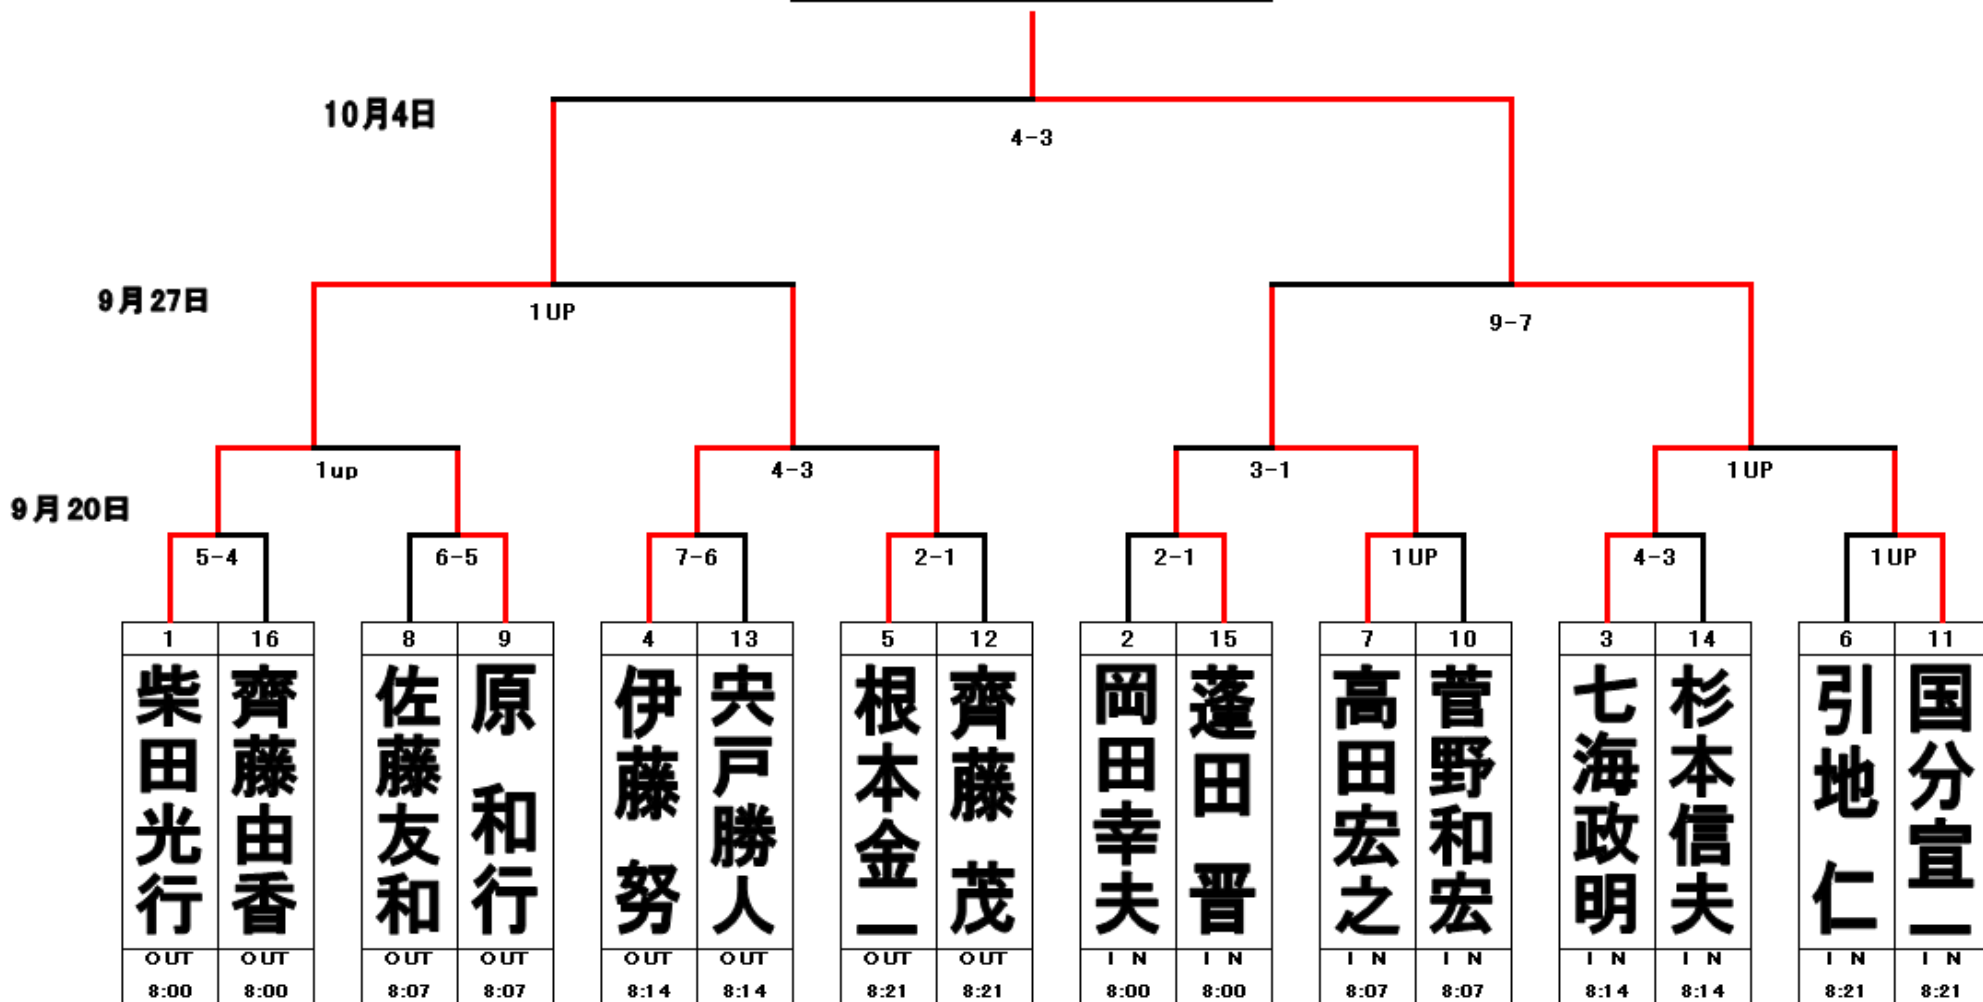 10月4日
4-3
9月27日
1UP
9-7
1up
4-3
3-1
1UP
9月20日
5-4
6-5
7-6
2-1
2-1
1UP
4-3
1UP
1 16 8 9 4 13 5 12 2 15 7 10 3 14 6 11
柴田光行
齊藤由香
佐藤友和
原 和行
伊藤 努
宍戸勝人
根本金一
齊藤 茂
岡田幸夫
蓬田 晋
高田宏之
菅野和宏
七海政明
杉本信夫
引地 仁
国分宣一
OUT OUT OUT OUT OUT OUT OUT OUT IN IN IN IN IN IN IN IN
8:00 8:00 8:07 8:07 8:14 8:14 8:21 8:21 8:00 8:00 8:07 8:07 8:14 8:14 8:21 8:21